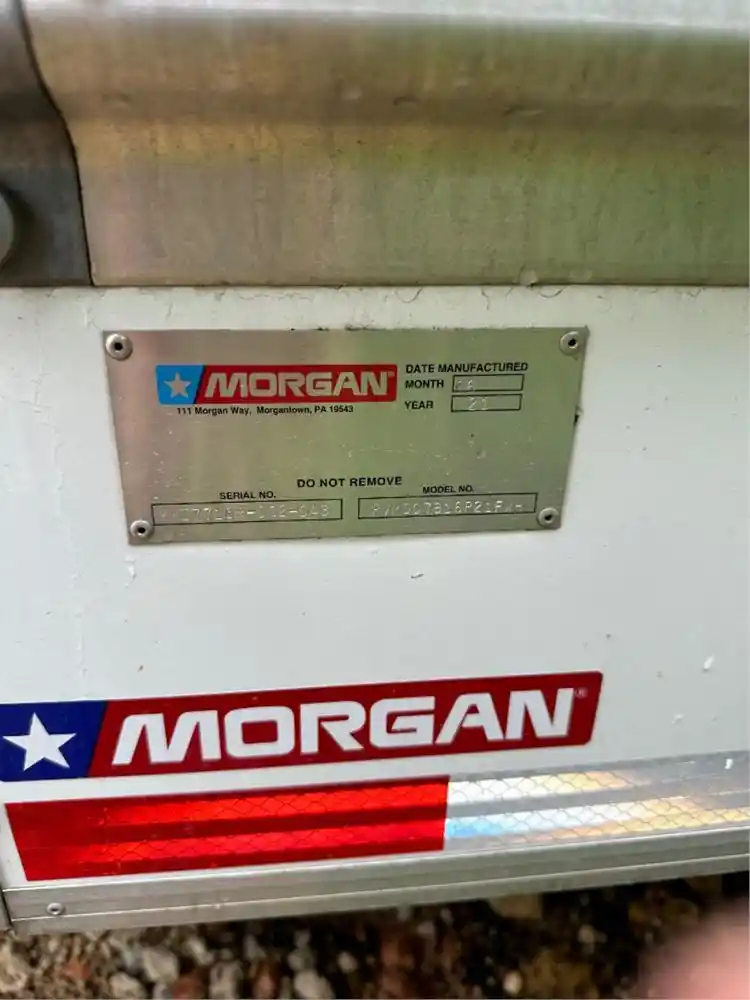 MORGAN®
DATE MANUFACTURED
MONTH
111 Morgan Way, Morgantown, PA 19543
YEAR 21
DO NOT REMOVE
SERIAL NO.
MODEL NO.
MORGAN®